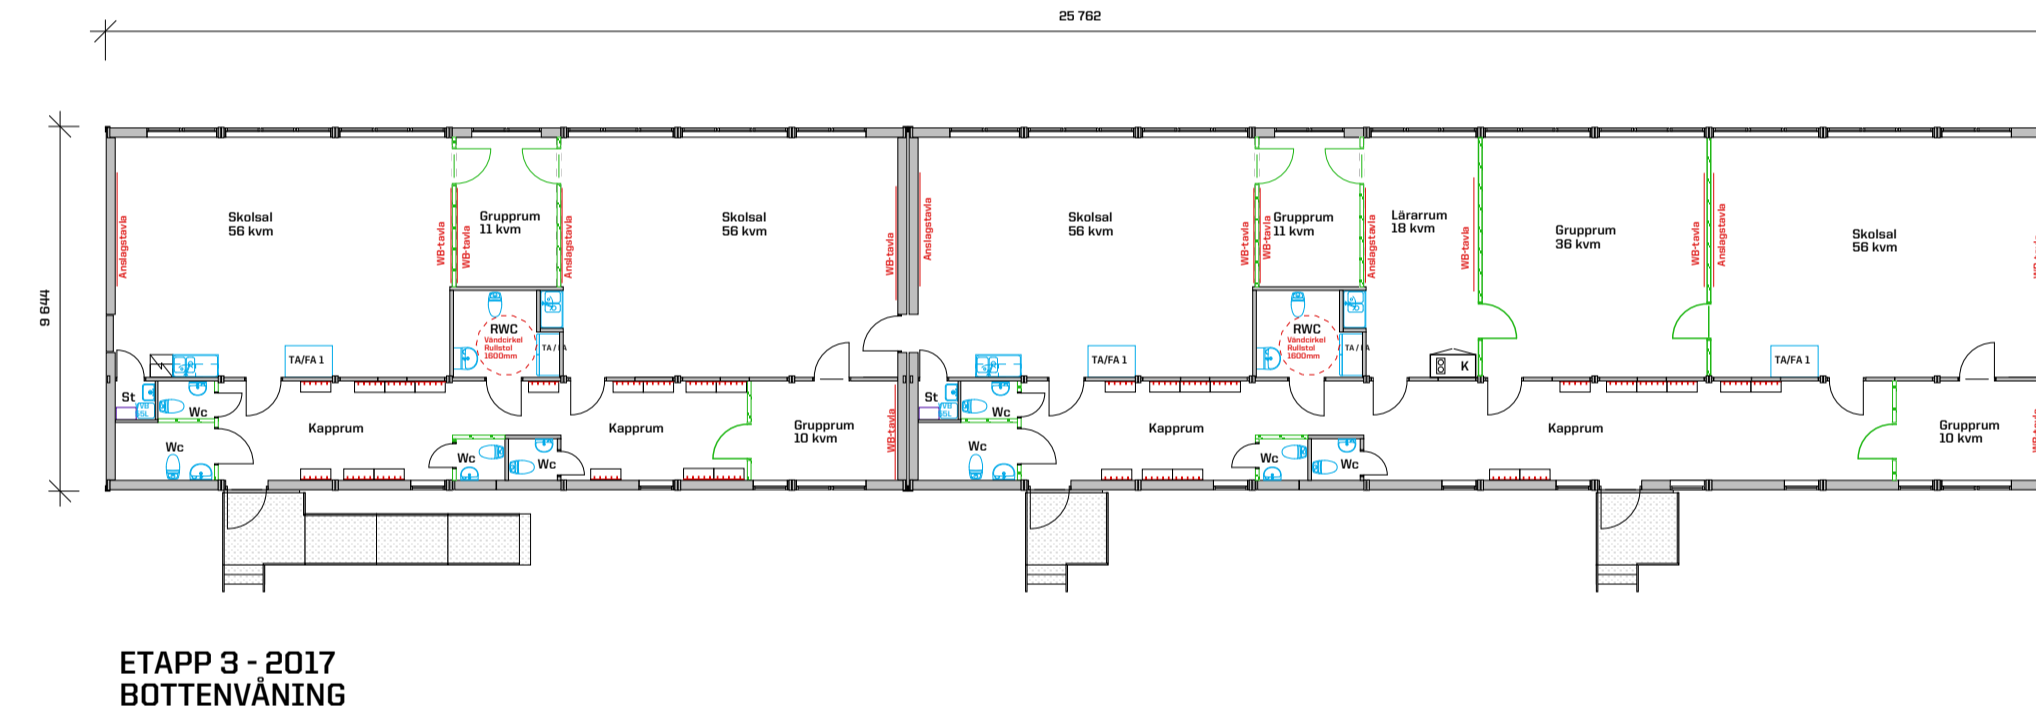 25 762
9 644
Skolsal
56 kvm
Grupprum
11 kvm
Skolsal
56 kvm
Skolsal
56 kvm
Grupprum
11 kvm
Lärarrum
18 kvm
Grupprum
36 kvm
Skolsal
56 kvm
Anslagstavla
WB-tavla
WB-tavla
Anslagstavla
WB-tavla
Anslagstavla
WB-tavla
WB-tavla
Anslagstavla
WB-tavla
WB-tavla
Anslagstavla
RWC
Vändcirkel
Rullstol
1600mm
RWC
Vändcirkel
Rullstol
1600mm
TA/FA 1
TA/FA 1
K
TA/FA 1
St
Wc
Wc
Kapprum
Wc
Wc
Kapprum
Grupprum
10 kvm
WB-tavla
St
Wc
Wc
Kapprum
Wc
Wc
Kapprum
Grupprum
10 kvm
ETAPP 3 - 2017
BOTTENVÅNING